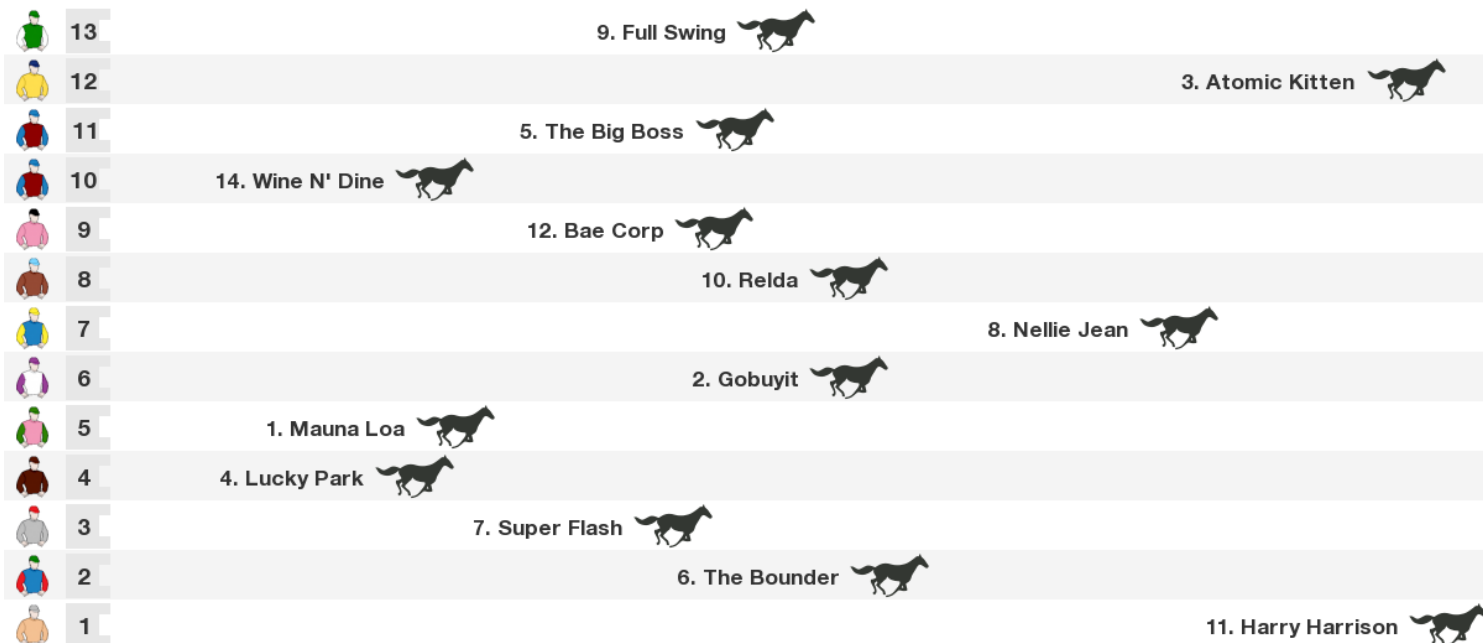 13 9. Full Swing
12 3. Atomic Kitten
11 5. The Big Boss
10 14. Wine N' Dine
9 12. Bae Corp
8 10. Relda
7 8. Nellie Jean
6 2. Gobuyit
5 1. Mauna Loa
4 4. Lucky Park
3 7. Super Flash
2 6. The Bounder
1 11. Harry Harrison